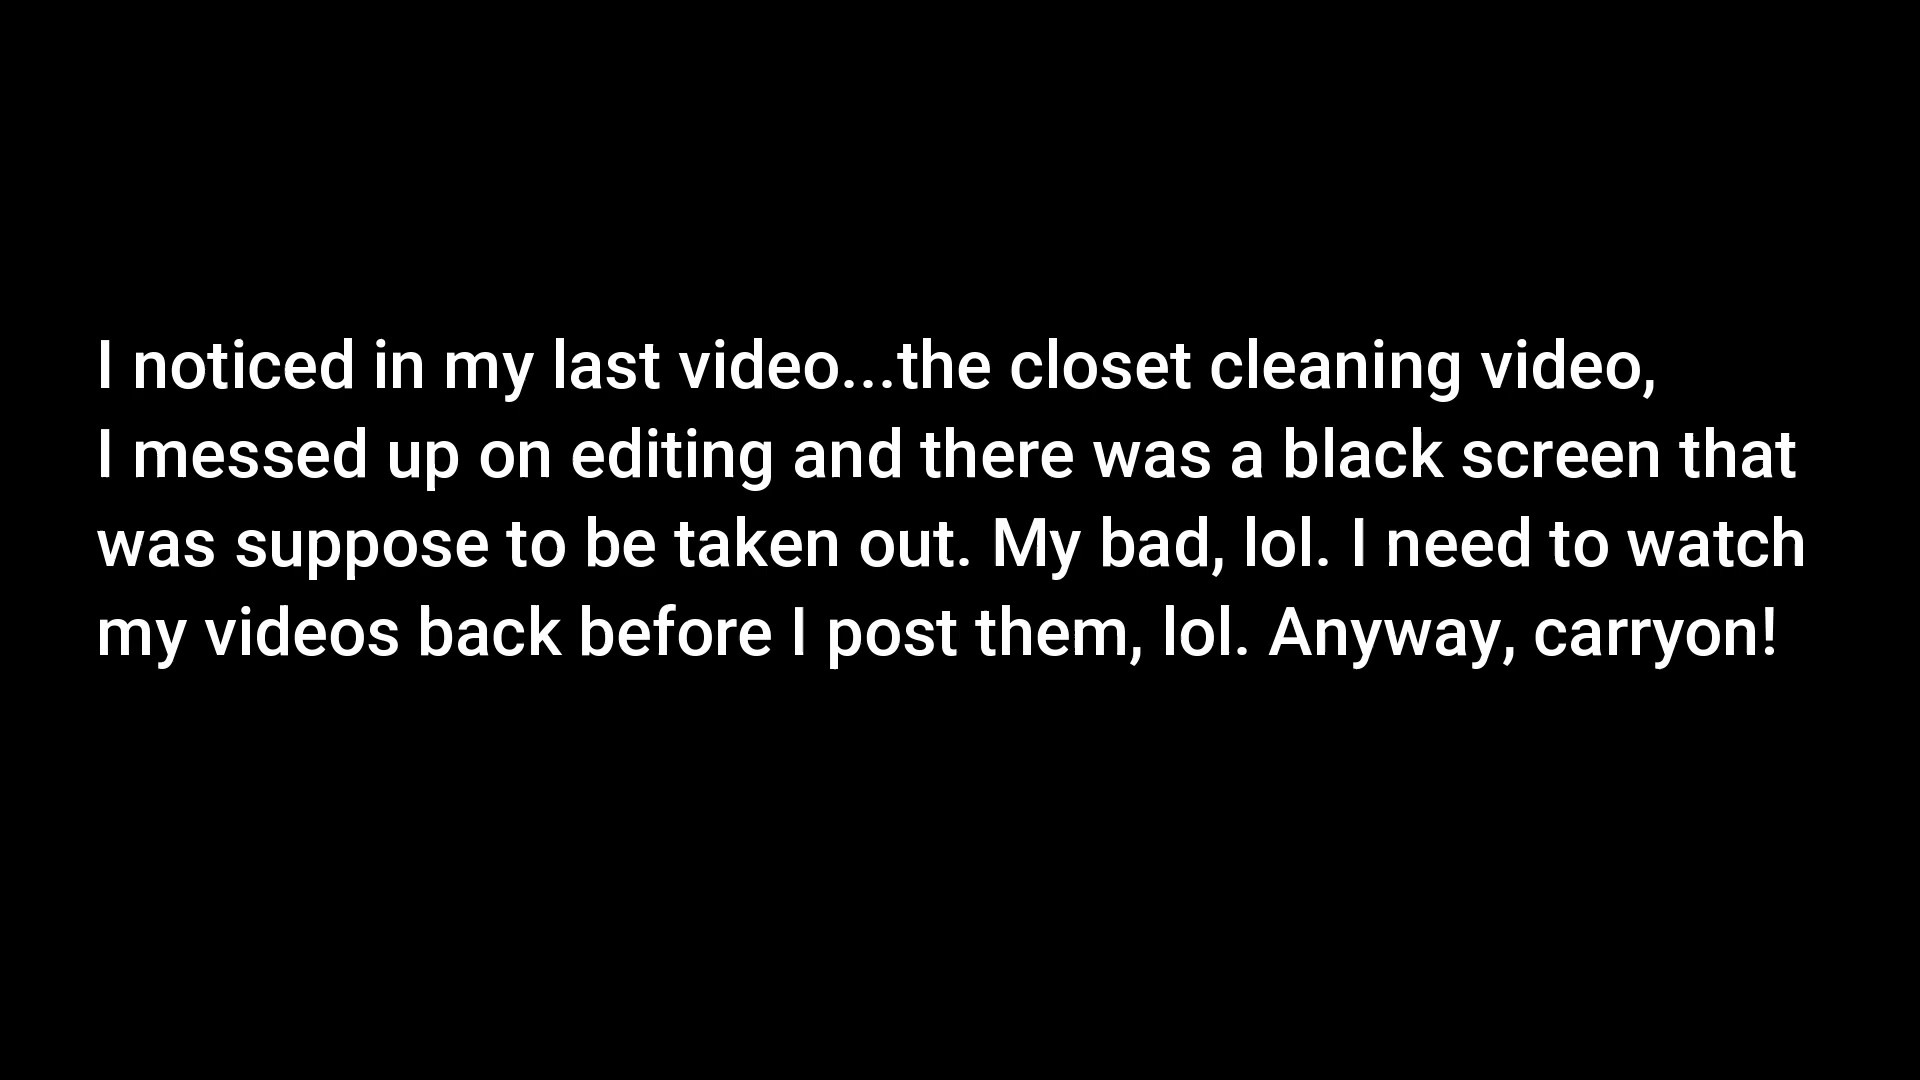 I noticed in my last video...the closet cleaning video,
I messed up on editing and there was a black screen that
was suppose to be taken out. My bad, lol. I need to watch
my videos back before I post them, lol. Anyway, carryon!